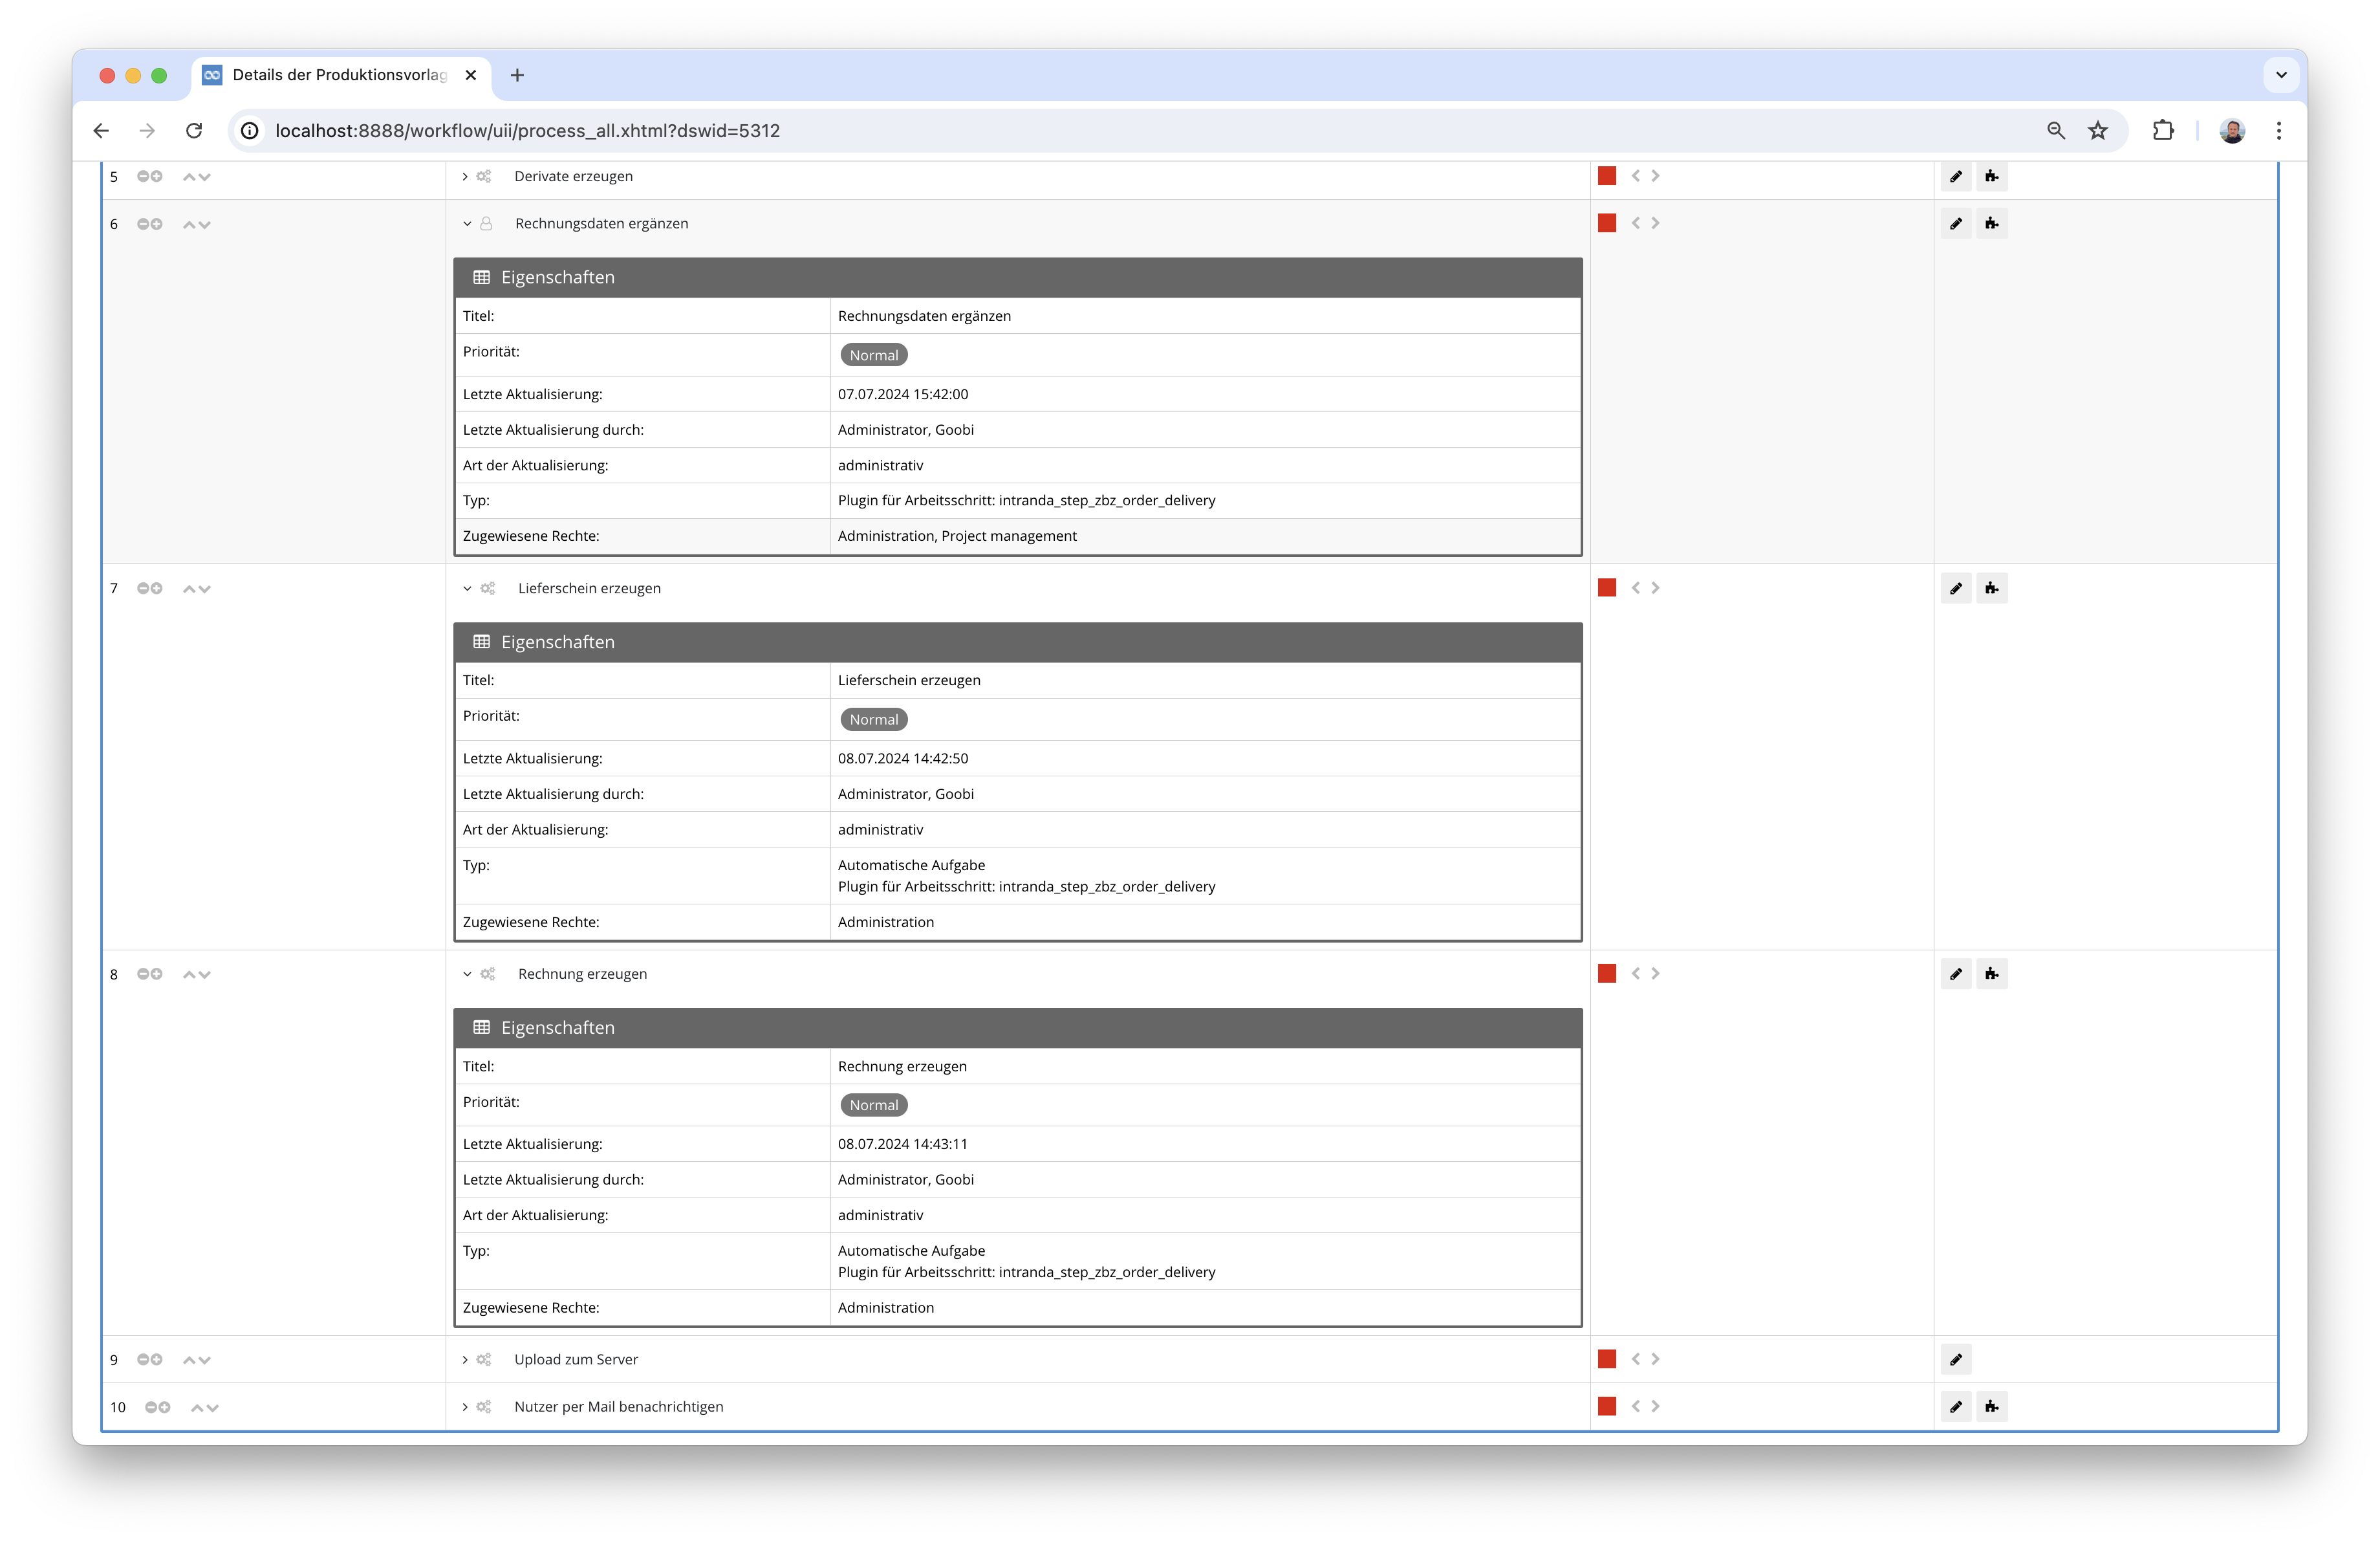 Details der Produktionsvorlag
localhost:8888/workflow/uii/process_all.xhtml?dswid=5312
5 Derivate erzeugen
6 Rechnungsdaten ergänzen
Eigenschaften
Titel: Rechnungsdaten ergänzen
Priorität: Normal
Letzte Aktualisierung: 07.07.2024 15:42:00
Letzte Aktualisierung durch: Administrator, Goobi
Art der Aktualisierung: administrativ
Typ: Plugin für Arbeitsschritt: intranda_step_zbz_order_delivery
Zugewiesene Rechte: Administration, Project management
7 Lieferschein erzeugen
Eigenschaften
Titel: Lieferschein erzeugen
Priorität: Normal
Letzte Aktualisierung: 08.07.2024 14:42:50
Letzte Aktualisierung durch: Administrator, Goobi
Art der Aktualisierung: administrativ
Typ: Automatische Aufgabe
Plugin für Arbeitsschritt: intranda_step_zbz_order_delivery
Zugewiesene Rechte: Administration
8 Rechnung erzeugen
Eigenschaften
Titel: Rechnung erzeugen
Priorität: Normal
Letzte Aktualisierung: 08.07.2024 14:43:11
Letzte Aktualisierung durch: Administrator, Goobi
Art der Aktualisierung: administrativ
Typ: Automatische Aufgabe
Plugin für Arbeitsschritt: intranda_step_zbz_order_delivery
Zugewiesene Rechte: Administration
9 Upload zum Server
10 Nutzer per Mail benachrichtigen